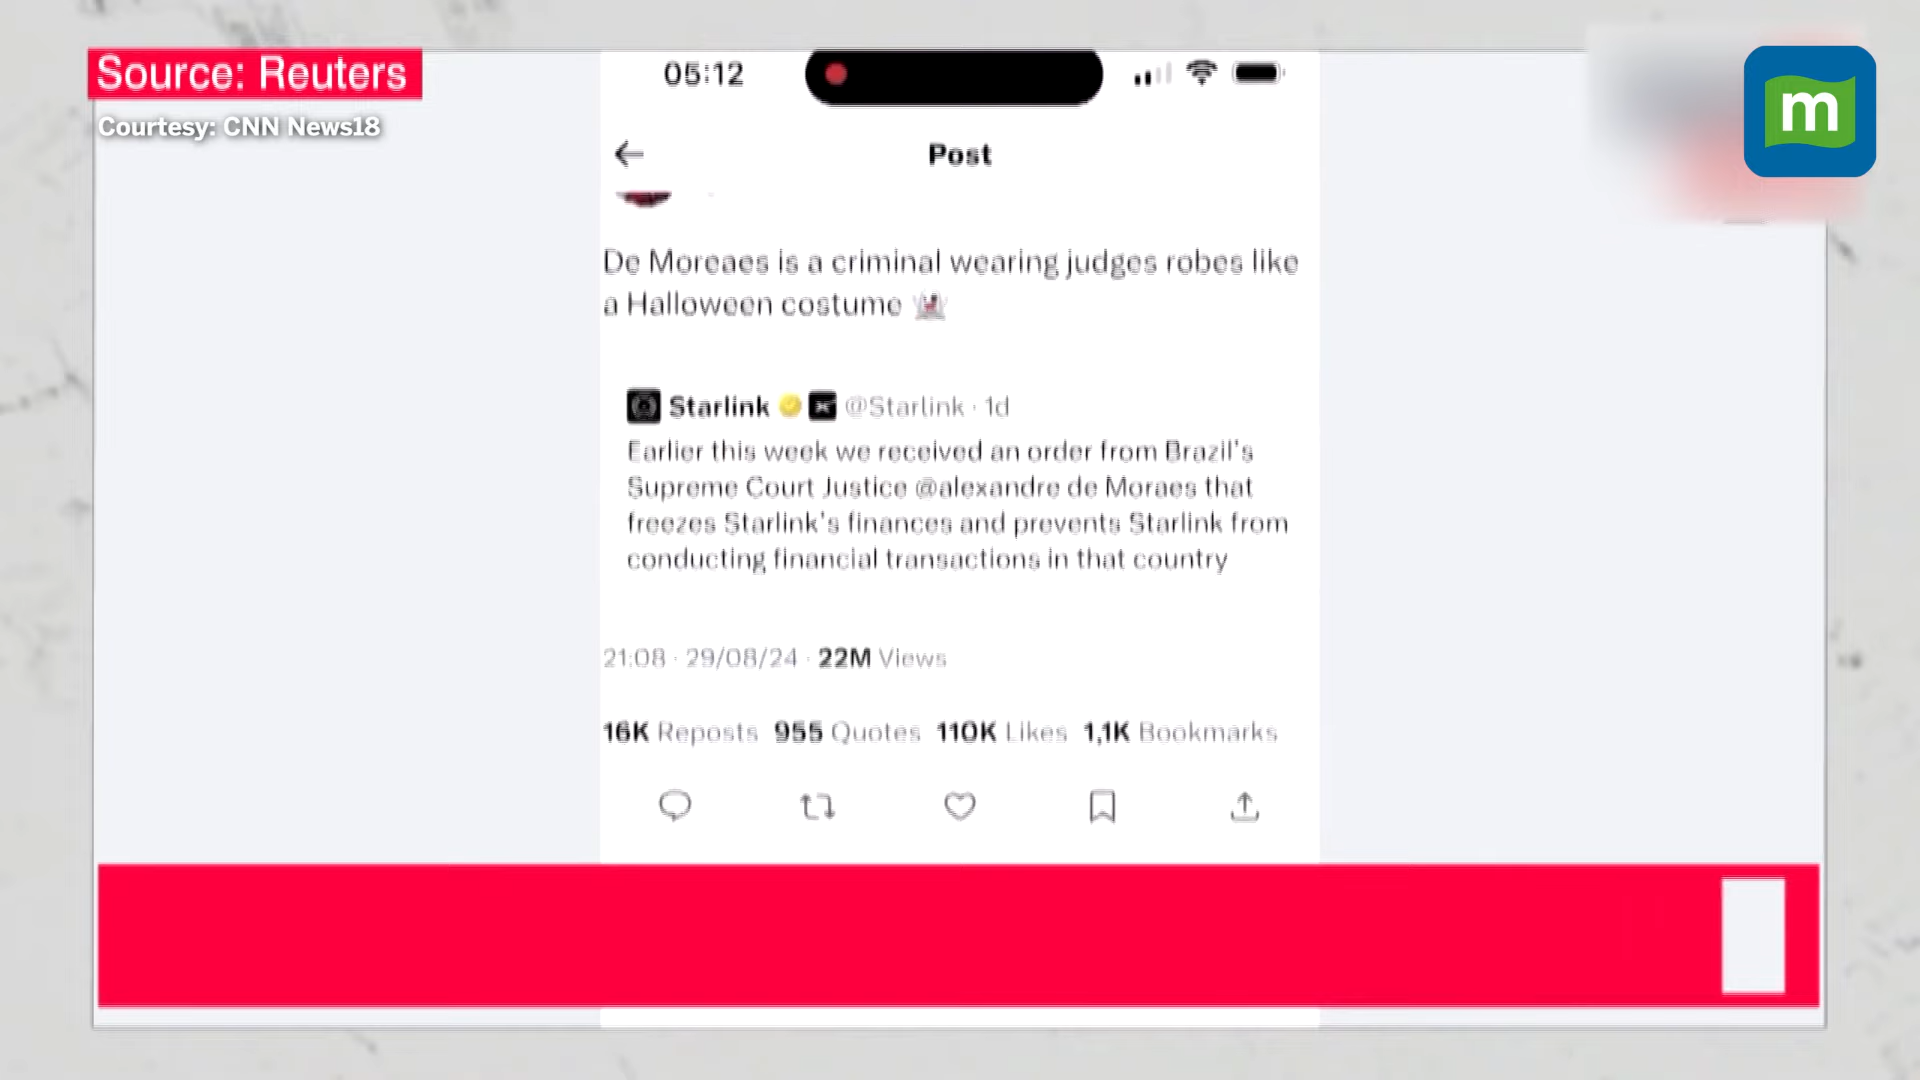 Source: Reuters
Courtesy: CNN News18
m
05:12
Post
De Moreaes is a criminal wearing judges robes like
a Halloween costume
Starlink @Starlink · 1d
Earlier this week we received an order from Brazil's
Supreme Court Justice @alexandre de Moraes that
freezes Starlink's finances and prevents Starlink from
conducting financial transactions in that country
21:08 · 29/08/24 · 22M Views
16K Reposts 955 Quotes 110K Likes 1,1K Bookmarks